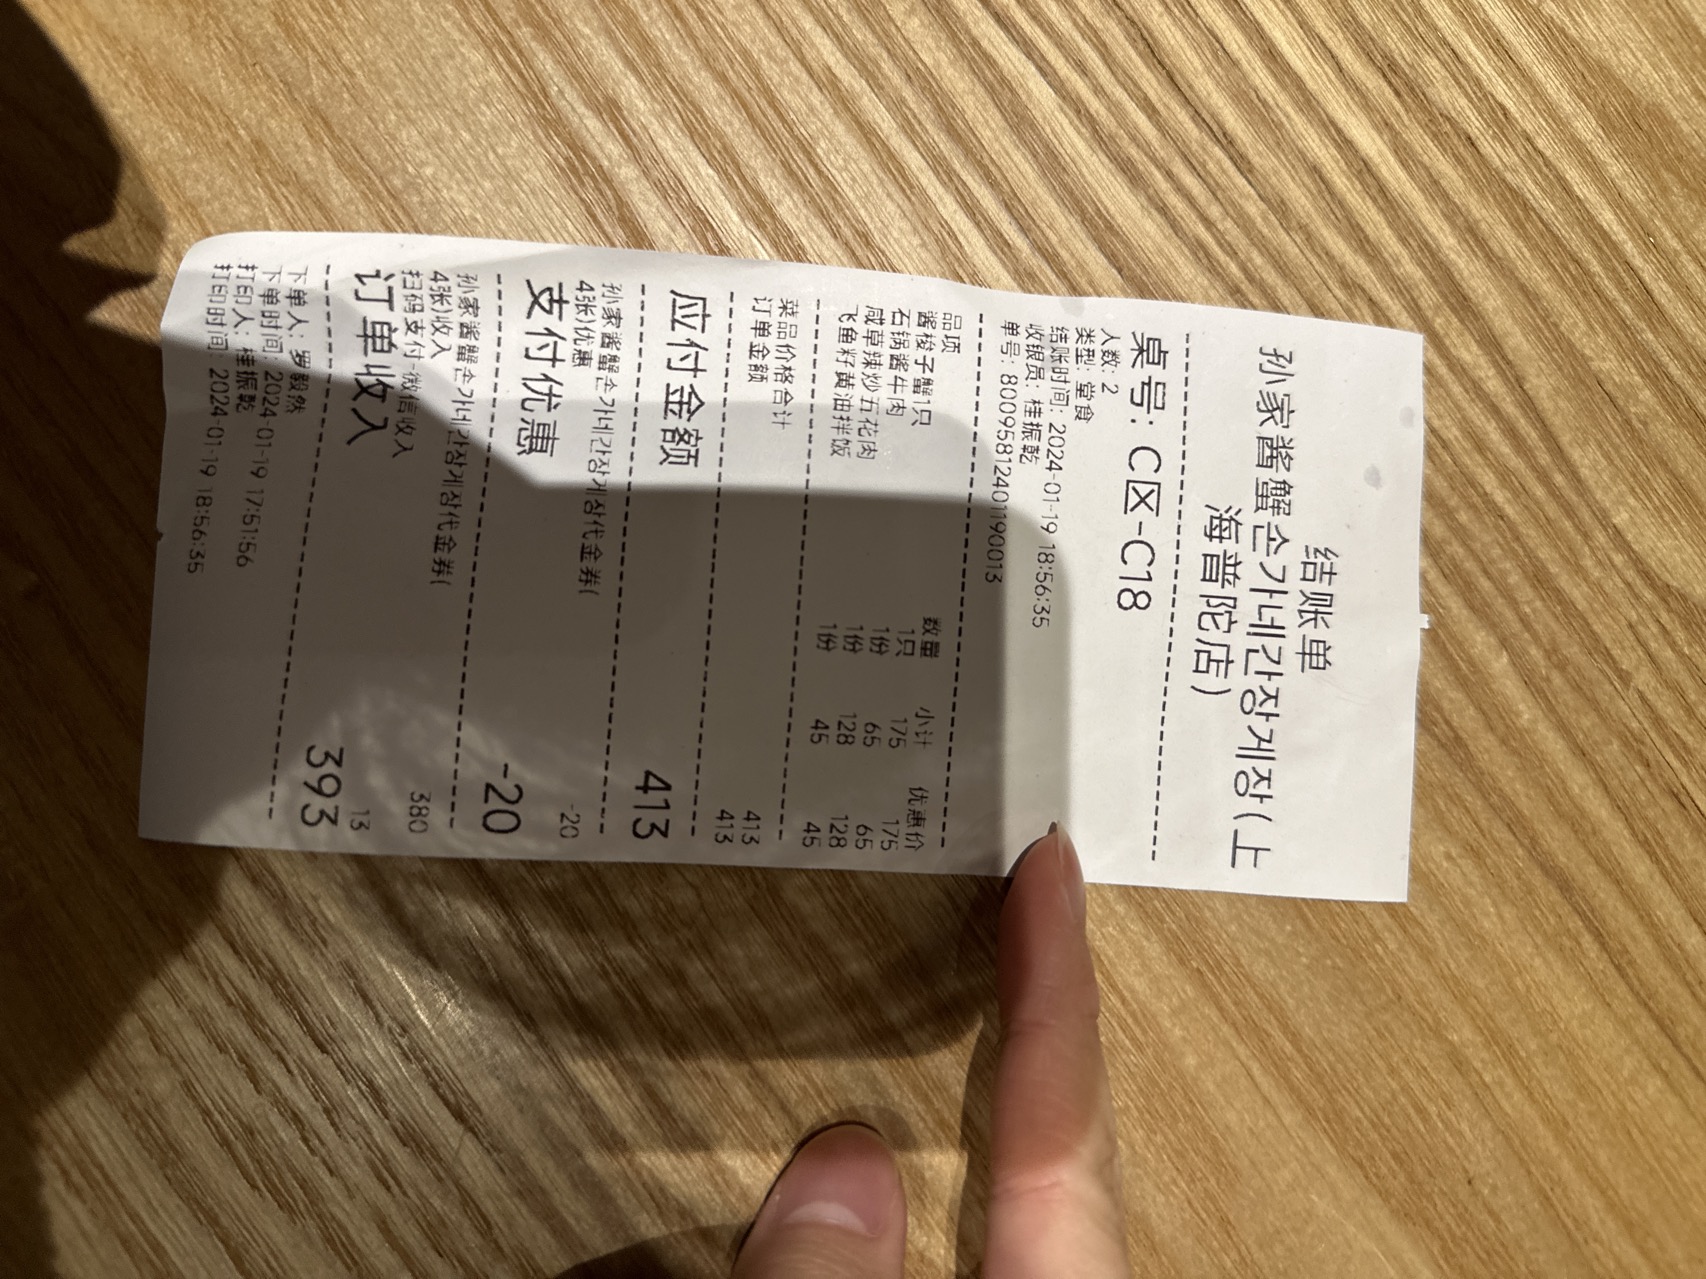 结账单
孙家酱蟹손가네간장게장(上
海普陀店)
桌号: C区-C18
人数: 2
类型: 堂食
结账时间: 2024-01-19 18:56:35
收银员: 桂振乾
单号: 80095812401190013
品项 数量 小计 优惠价
酱梭子蟹1只 1只 175 175
石锅酱牛肉 1份 65 65
咸草辣炒五花肉 1份 128 128
飞鱼籽黄油拌饭 1份 45 45
菜品价格合计 413
订单金额 413
应付金额 413
孙家酱蟹손가네간장게장代金券(
4张)优惠 -20
支付优惠 -20
孙家酱蟹손가네간장게장代金券(
4张)收入 380
扫码支付-微信收入 13
订单收入 393
下单人: 罗毅然
下单时间: 2024-01-19 17:51:56
打印人: 桂振乾
打印时间: 2024-01-19 18:56:35